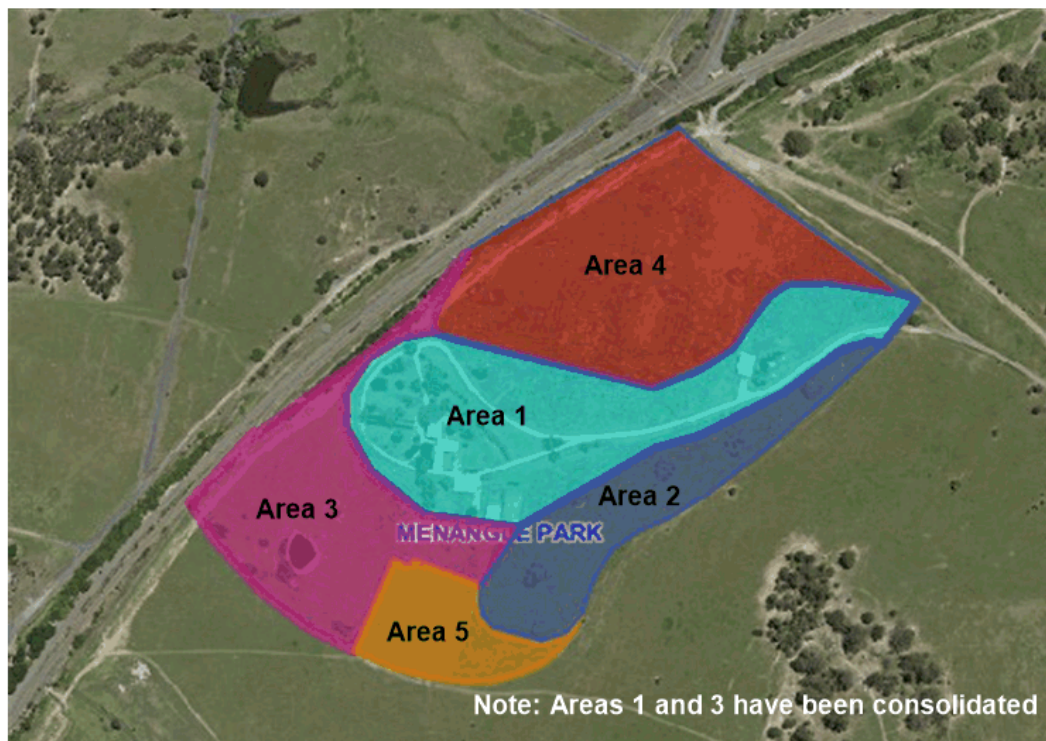 Area 4
Area 1
Area 2
Area 3
MENANGLE PARK
Area 5
Note: Areas 1 and 3 have been consolidated